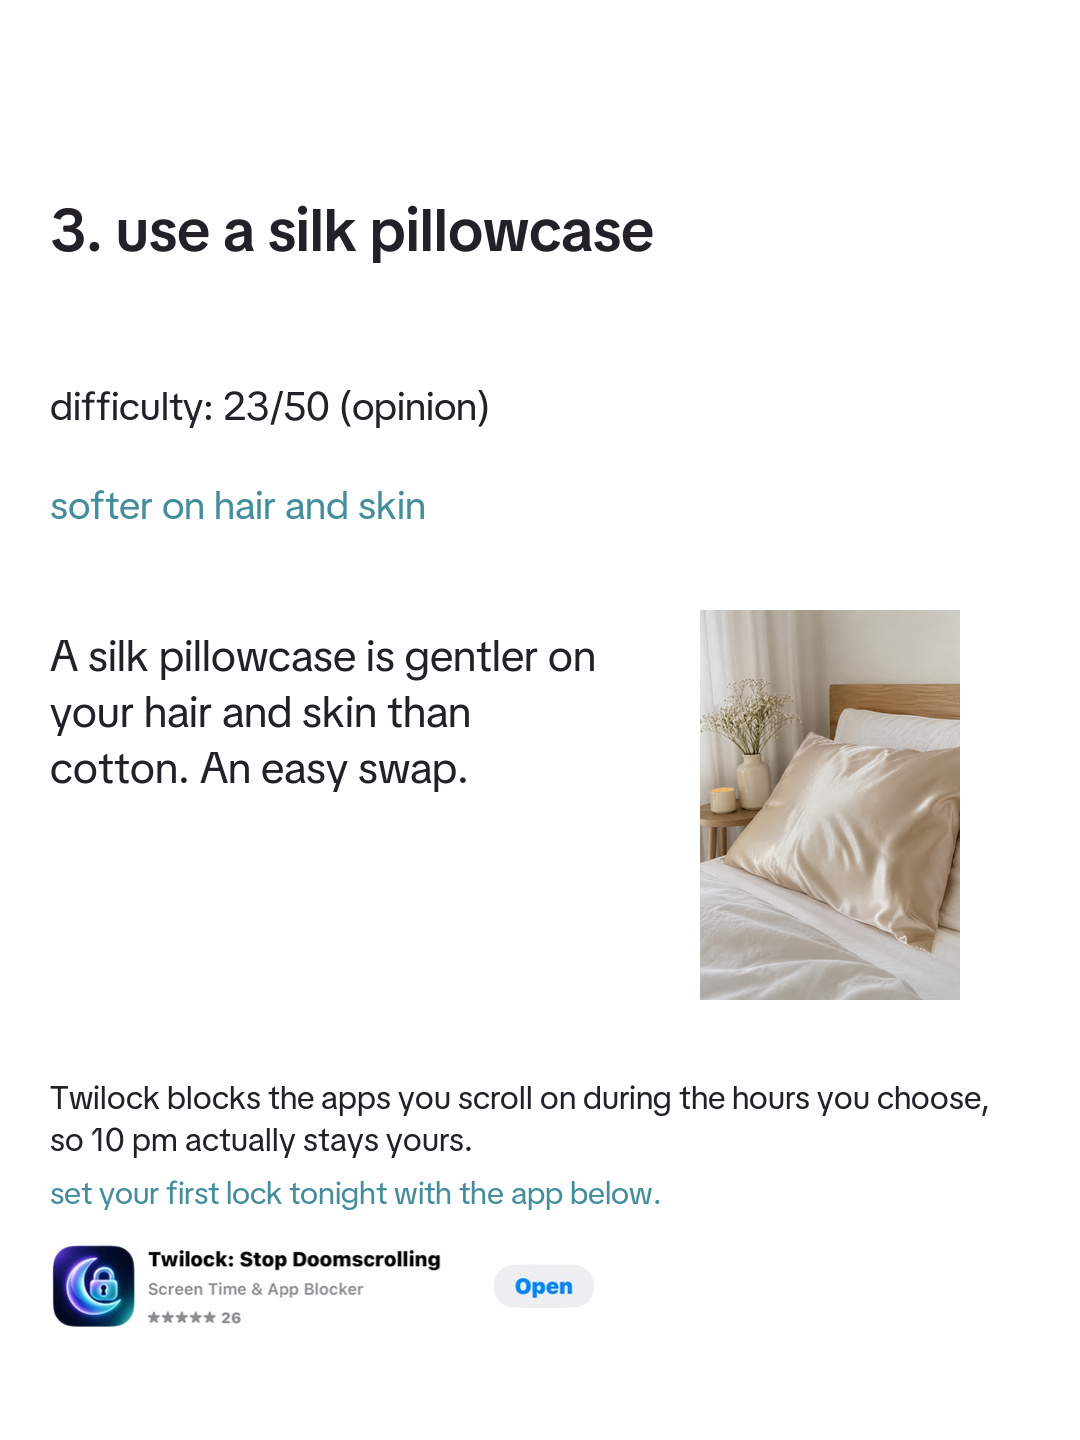 3. use a silk pillowcase
difficulty: 23/50 (opinion)
softer on hair and skin
A silk pillowcase is gentler on
your hair and skin than
cotton. An easy swap.
Twilock blocks the apps you scroll on during the hours you choose,
so 10 pm actually stays yours.
set your first lock tonight with the app below.
Twilock: Stop Doomscrolling
Screen Time & App Blocker
Open
★★★★★ 26